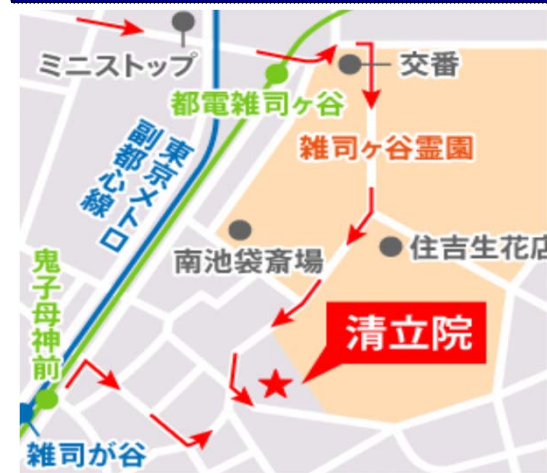 ミニストップ
交番
都電雑司ヶ谷
雑司ヶ谷霊園
東京メトロ
副都心線
南池袋斎場
住吉生花店
鬼子母神前
清立院
雑司が谷